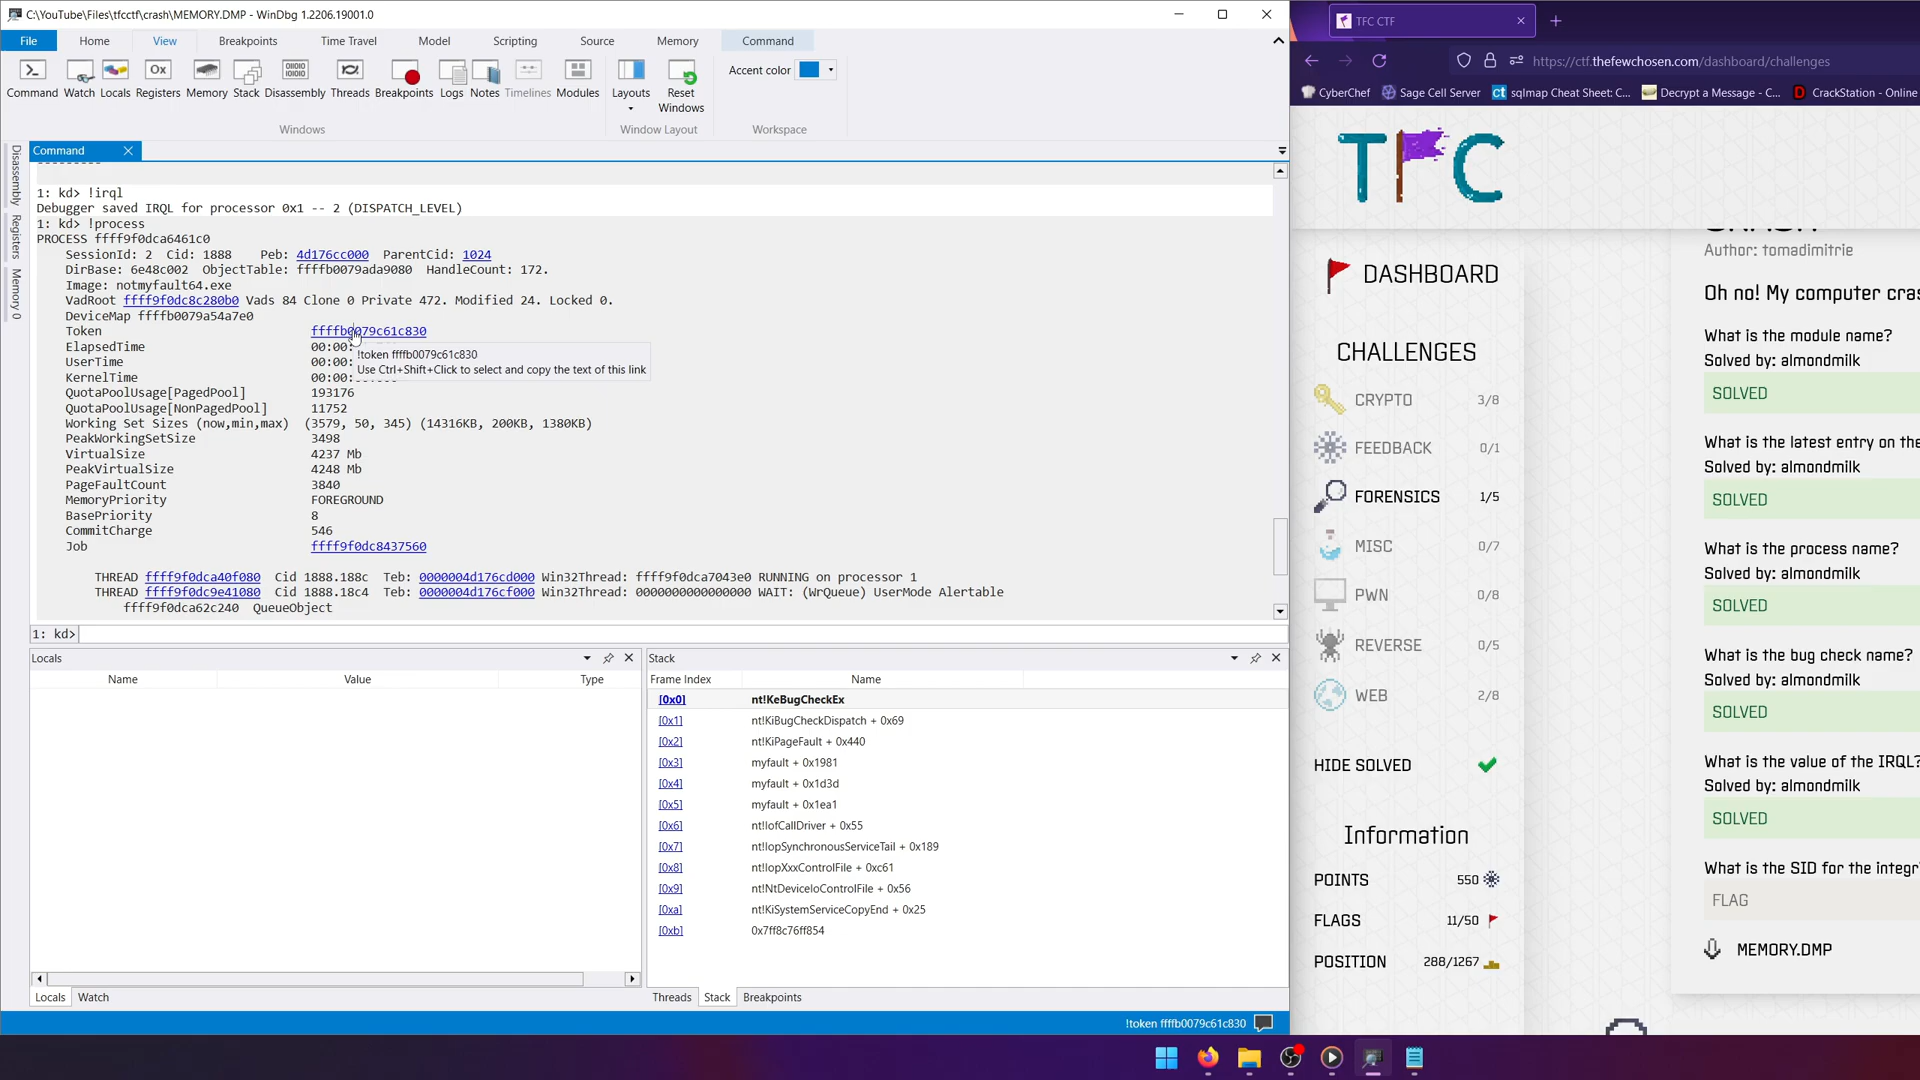 C:\YouTube\Files\tfcctf\crash\MEMORY.DMP - WinDbg 1.2206.19001.0
File Home View Breakpoints Time Travel Model Scripting Source Memory Command
Command Watch Locals Registers Memory Stack Disassembly Threads Breakpoints Logs Notes Timelines Modules Layouts Reset Windows
Accent color
Windows Window Layout Workspace
Command
Disassembly
Registers
Memory 0
1: kd> !irql
Debugger saved IRQL for processor 0x1 -- 2 (DISPATCH_LEVEL)
1: kd> !process
PROCESS ffff9f0dca6461c0
SessionId: 2 Cid: 1888 Peb: 4d176cc000 ParentCid: 1024
DirBase: 6e48c002 ObjectTable: ffffb0079ada9080 HandleCount: 172.
Image: notmyfault64.exe
VadRoot ffff9f0dc8c280b0 Vads 84 Clone 0 Private 472. Modified 24. Locked 0.
DeviceMap ffffb0079a54a7e0
Token ffffb0079c61c830
ElapsedTime 00:00:
UserTime 00:00:
KernelTime 00:00:
!token ffffb0079c61c830
Use Ctrl+Shift+Click to select and copy the text of this link
QuotaPoolUsage[PagedPool] 193176
QuotaPoolUsage[NonPagedPool] 11752
Working Set Sizes (now,min,max) (3579, 50, 345) (14316KB, 200KB, 1380KB)
PeakWorkingSetSize 3498
VirtualSize 4237 Mb
PeakVirtualSize 4248 Mb
PageFaultCount 3840
MemoryPriority FOREGROUND
BasePriority 8
CommitCharge 546
Job ffff9f0dc8437560
THREAD ffff9f0dca40f080 Cid 1888.188c Teb: 0000004d176cd000 Win32Thread: ffff9f0dca7043e0 RUNNING on processor 1
THREAD ffff9f0dc9e41080 Cid 1888.18c4 Teb: 0000004d176cf000 Win32Thread: 0000000000000000 WAIT: (WrQueue) UserMode Alertable
ffff9f0dca62c240 QueueObject
1: kd>
Locals
Name Value Type
Locals Watch
Stack
Frame Index Name
[0x0] nt!KeBugCheckEx
[0x1] nt!KiBugCheckDispatch + 0x69
[0x2] nt!KiPageFault + 0x440
[0x3] myfault + 0x1981
[0x4] myfault + 0x1d3d
[0x5] myfault + 0x1ea1
[0x6] nt!IofCallDriver + 0x55
[0x7] nt!IopSynchronousServiceTail + 0x189
[0x8] nt!IopXxxControlFile + 0xc61
[0x9] nt!NtDeviceIoControlFile + 0x56
[0xa] nt!KiSystemServiceCopyEnd + 0x25
[0xb] 0x7ff8c76ff854
Threads Stack Breakpoints
!token ffffb0079c61c830
TFC CTF
https://ctf.thefewchosen.com/dashboard/challenges
CyberChef Sage Cell Server sqlmap Cheat Sheet: C... Decrypt a Message - C... CrackStation - Online
TFC
DASHBOARD
CHALLENGES
CRYPTO 3/8
FEEDBACK 0/1
FORENSICS 1/5
MISC 0/7
PWN 0/8
REVERSE 0/5
WEB 2/8
HIDE SOLVED
Information
POINTS 550
FLAGS 11/50
POSITION 288/1267
Author: tomadimitrie
Oh no! My computer cras
What is the module name?
Solved by: almondmilk
SOLVED
What is the latest entry on the
Solved by: almondmilk
SOLVED
What is the process name?
Solved by: almondmilk
SOLVED
What is the bug check name?
Solved by: almondmilk
SOLVED
What is the value of the IRQL?
Solved by: almondmilk
SOLVED
What is the SID for the integr
FLAG
MEMORY.DMP